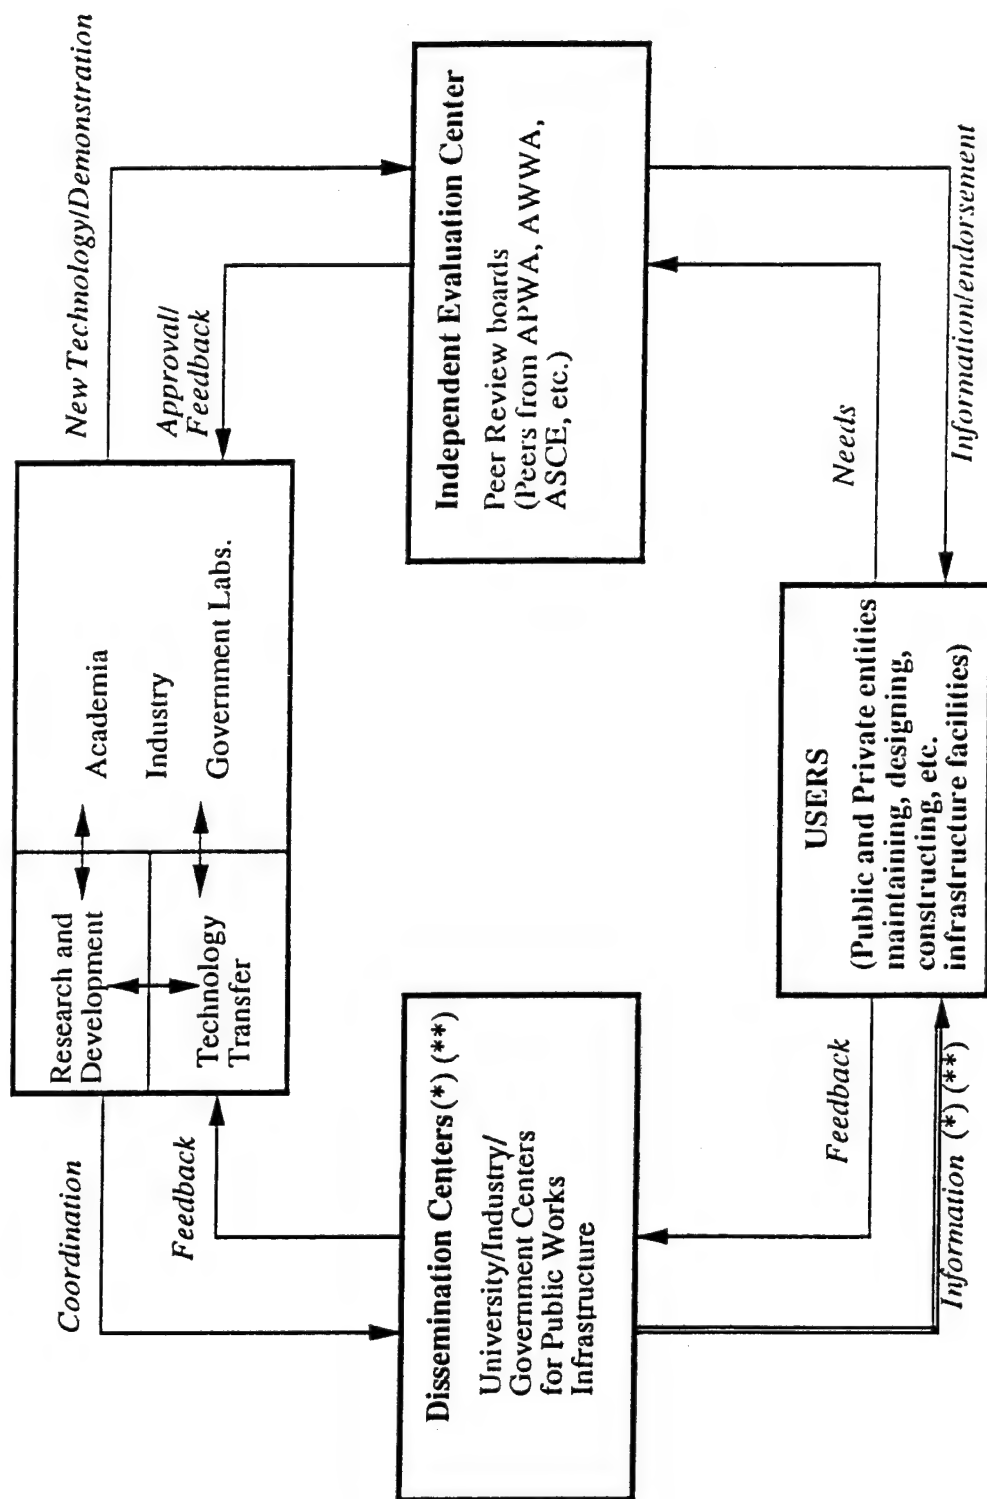 Coordination
Feedback
Research and
Development
Technology
Transfer
Academia
Industry
Government Labs.
New Technology/Demonstration
Approval/
Feedback
Dissemination Centers (*) (**)
University/Industry/
Government Centers
for Public Works
Infrastructure
Independent Evaluation Center
Peer Review boards
(Peers from APWA, AWWA,
ASCE, etc.)
Feedback
Information (*) (**)
USERS
(Public and Private entities
maintaining, designing,
constructing, etc.
infrastructure facilities)
Needs
Information/endorsement